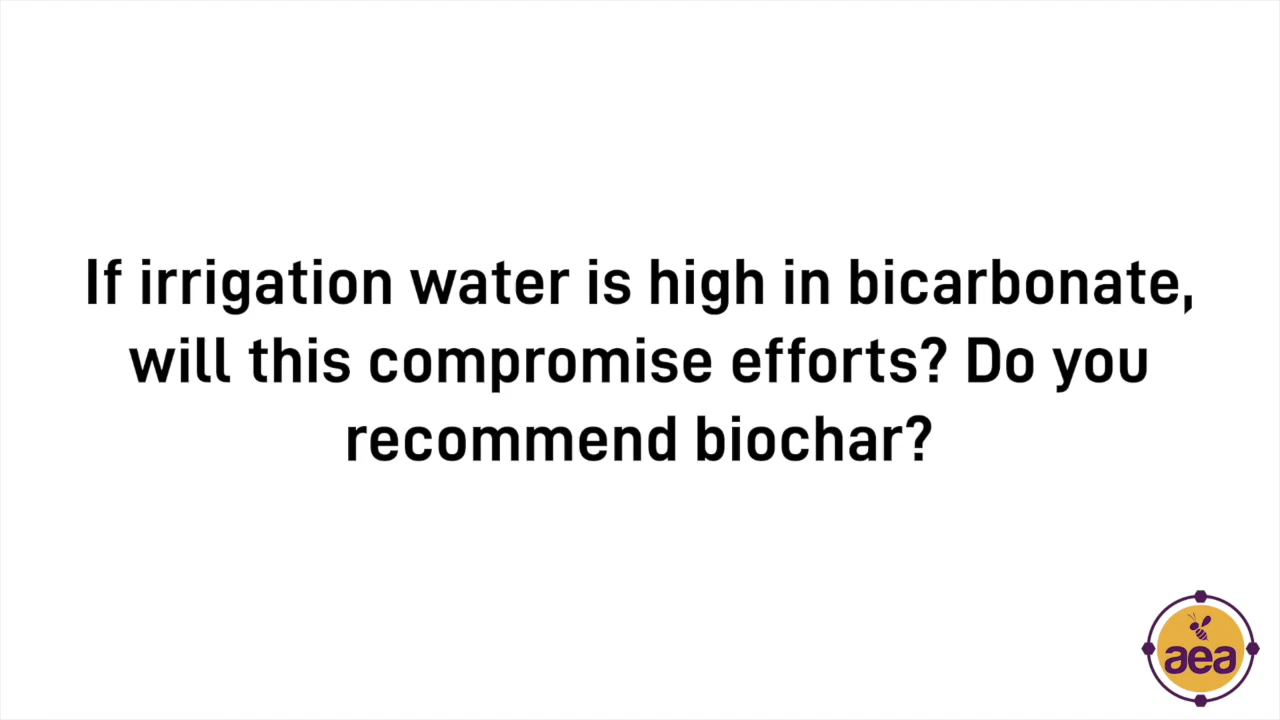 If irrigation water is high in bicarbonate,
will this compromise efforts? Do you
recommend biochar?
aea